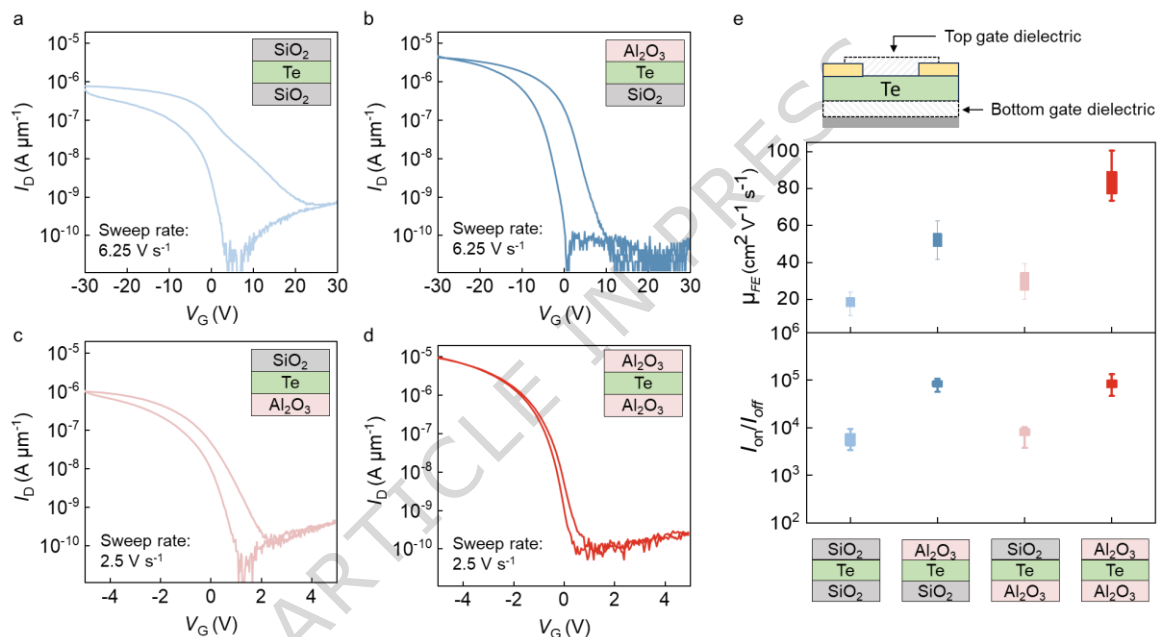 a
10⁻⁵
10⁻⁶
10⁻⁷
10⁻⁸
10⁻⁹
10⁻¹⁰
I_D (A µm⁻¹)
SiO₂
Te
SiO₂
Sweep rate:
6.25 V s⁻¹
-30 -20 -10 0 10 20 30
V_G (V)
b
10⁻⁵
10⁻⁶
10⁻⁷
10⁻⁸
10⁻⁹
10⁻¹⁰
I_D (A µm⁻¹)
Al₂O₃
Te
SiO₂
Sweep rate:
6.25 V s⁻¹
-30 -20 -10 0 10 20 30
V_G (V)
c
10⁻⁵
10⁻⁶
10⁻⁷
10⁻⁸
10⁻⁹
10⁻¹⁰
I_D (A µm⁻¹)
SiO₂
Te
Al₂O₃
Sweep rate:
2.5 V s⁻¹
-4 -2 0 2 4
V_G (V)
d
10⁻⁵
10⁻⁶
10⁻⁷
10⁻⁸
10⁻⁹
10⁻¹⁰
I_D (A µm⁻¹)
Al₂O₃
Te
Al₂O₃
Sweep rate:
2.5 V s⁻¹
-4 -2 0 2 4
V_G (V)
e
Top gate dielectric
Te
Bottom gate dielectric
100
80
60
40
20
µ_FE (cm² V⁻¹ s⁻¹)
10⁶
10⁵
10⁴
10³
10²
I_on/I_off
SiO₂ Al₂O₃ SiO₂ Al₂O₃
Te Te Te Te
SiO₂ SiO₂ Al₂O₃ Al₂O₃
ARTICLE IN PRESS